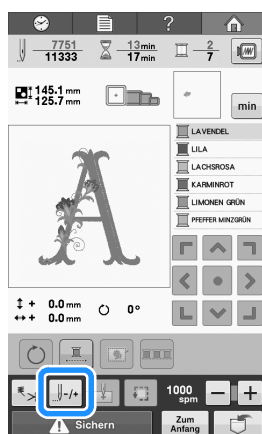 ?
7751 13min 2
11333 17min 7
145.1 mm
125.7 mm
min
LAVENDEL
LILA
LACHSROSA
KARMINROT
LIMONEN GRÜN
PFEFFER MINZGRÜN
A
+ 0.0 mm
+ 0.0 mm 0°
-/+
1000
spm
- +
Sichern
Zum
Anfang